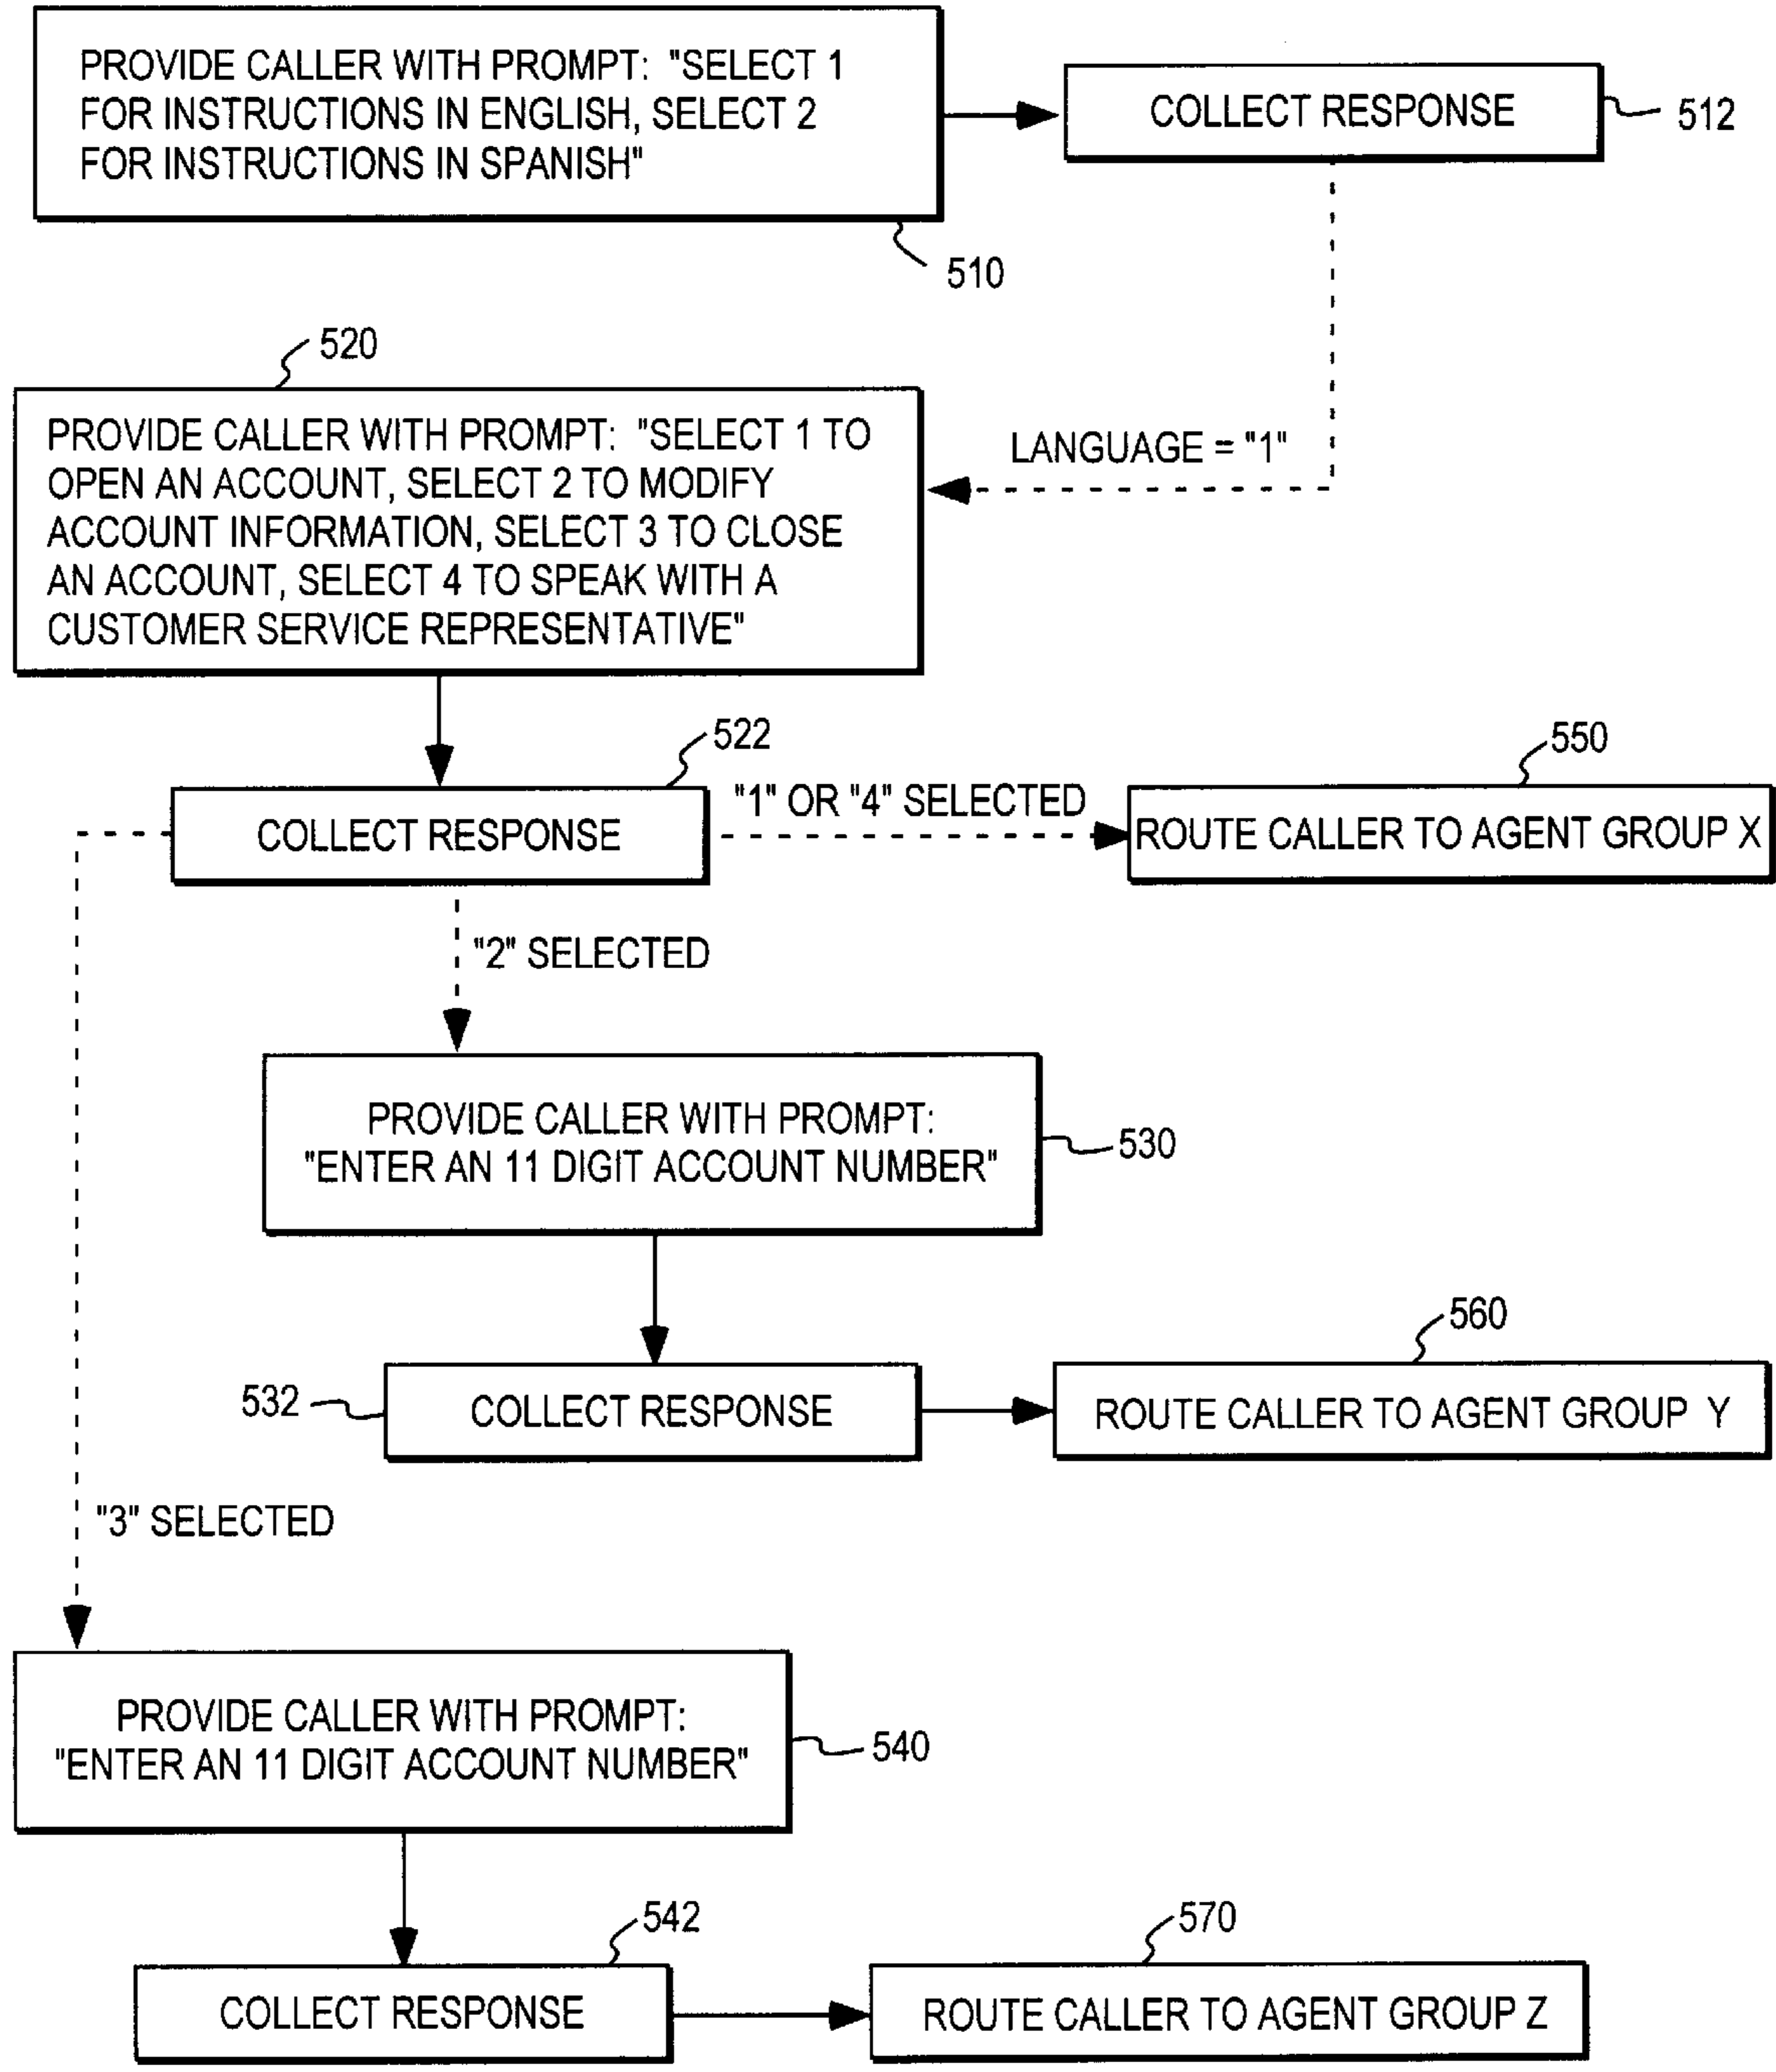 PROVIDE CALLER WITH PROMPT: "SELECT 1
FOR INSTRUCTIONS IN ENGLISH, SELECT 2
FOR INSTRUCTIONS IN SPANISH"
510
COLLECT RESPONSE
512
LANGUAGE = "1"
520
PROVIDE CALLER WITH PROMPT: "SELECT 1 TO
OPEN AN ACCOUNT, SELECT 2 TO MODIFY
ACCOUNT INFORMATION, SELECT 3 TO CLOSE
AN ACCOUNT, SELECT 4 TO SPEAK WITH A
CUSTOMER SERVICE REPRESENTATIVE"
522
COLLECT RESPONSE
"1" OR "4" SELECTED
550
ROUTE CALLER TO AGENT GROUP X
"2" SELECTED
PROVIDE CALLER WITH PROMPT:
"ENTER AN 11 DIGIT ACCOUNT NUMBER"
530
532
COLLECT RESPONSE
560
ROUTE CALLER TO AGENT GROUP Y
"3" SELECTED
PROVIDE CALLER WITH PROMPT:
"ENTER AN 11 DIGIT ACCOUNT NUMBER"
540
542
COLLECT RESPONSE
570
ROUTE CALLER TO AGENT GROUP Z